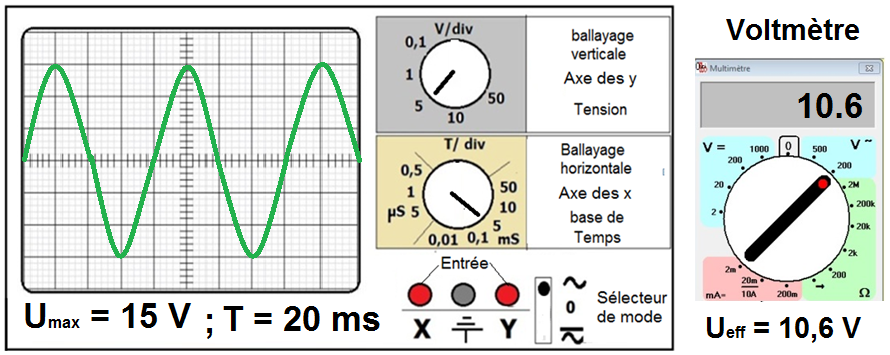 V/div
0,1
1
5
10
50
ballayage
verticale
Axe des y
Tension
T/ div
0,5
1
µS 5
0,01
0,1 mS
5
10
50
Ballayage
horizontale
Axe des x
base de
Temps
Entrée
X
Y
0
Sélecteur
de mode
Umax = 15 V ; T = 20 ms
Voltmètre
Multimètre
10.6
V =
1000
0
500
V ~
200
200
20
2
2M
200k
20k
2k
200
Ω
2m
20m
10A
200m
mA=
Ueff = 10,6 V